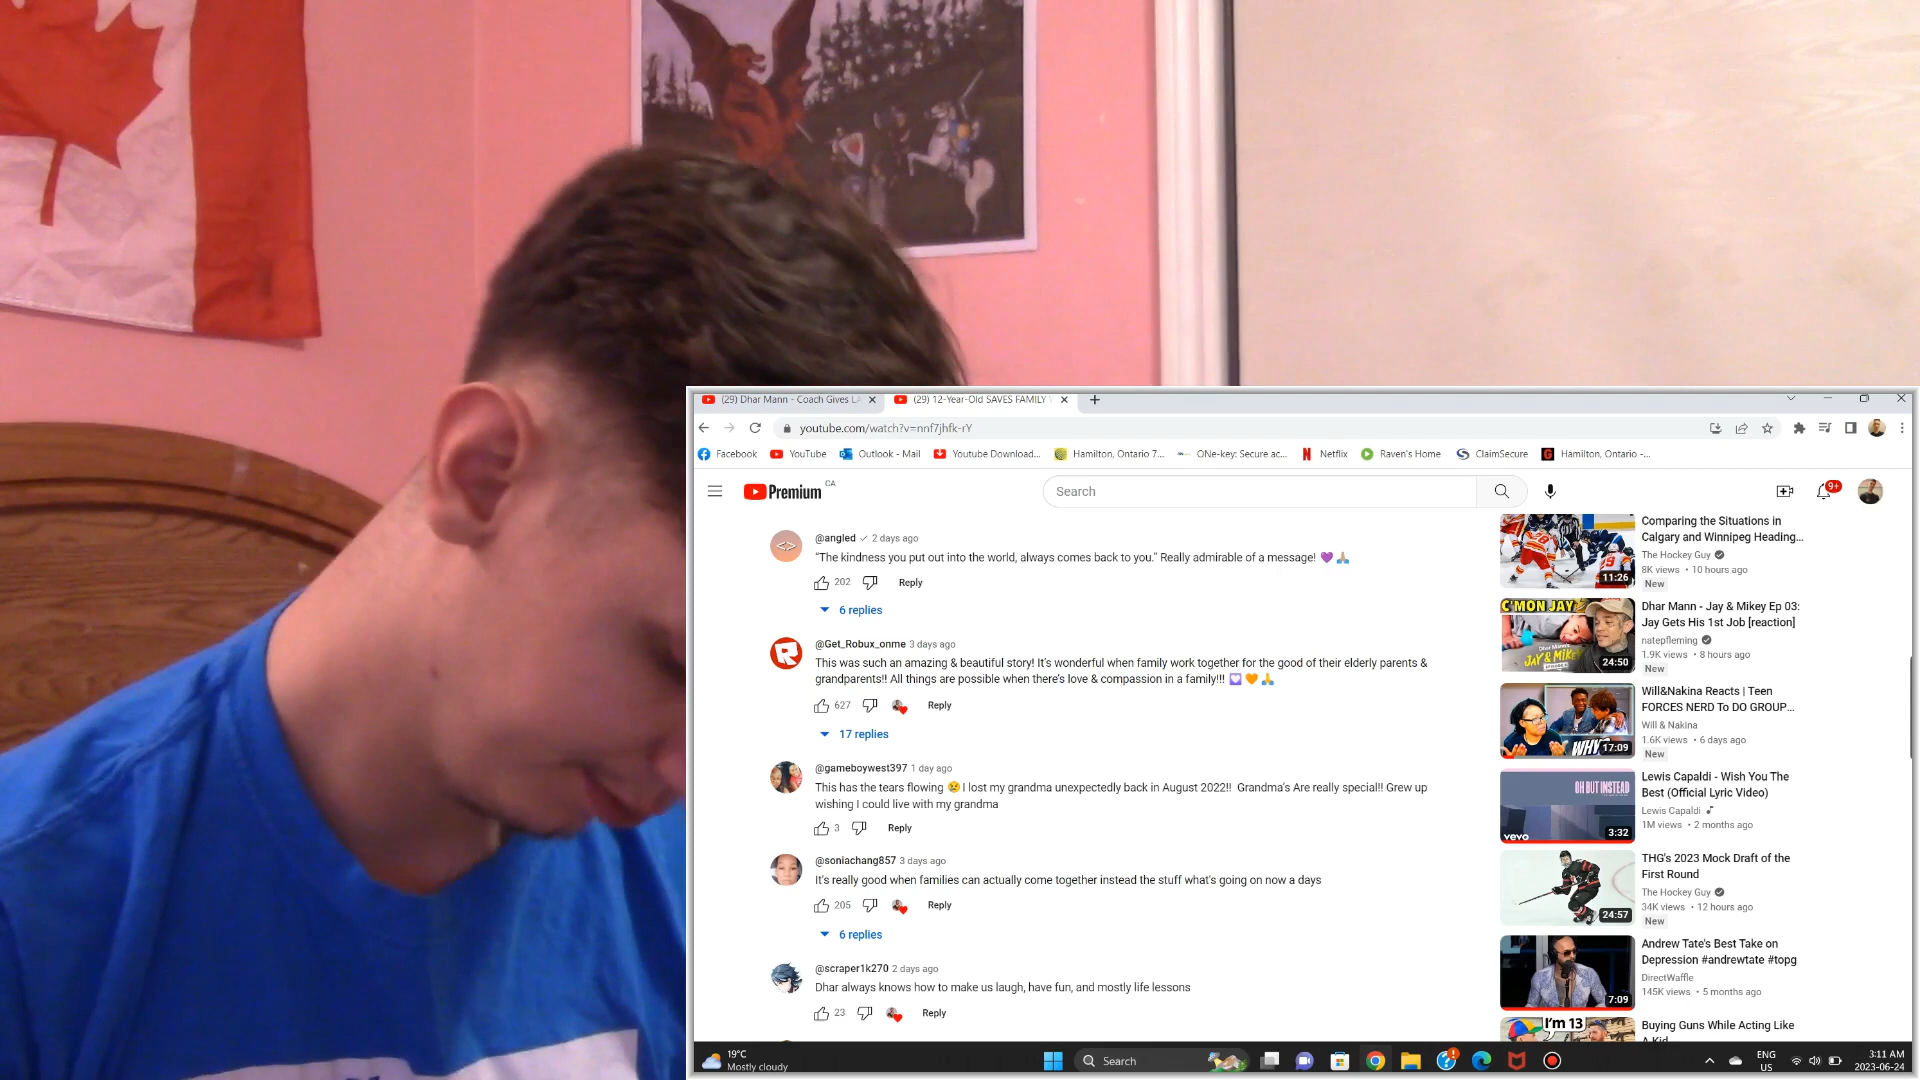 (29) Dhar Mann - Coach Gives LA
(29) 12-Year-Old SAVES FAMILY
youtube.com/watch?v=nnf7jhfk-rY
Facebook YouTube Outlook - Mail Youtube Download... Hamilton, Ontario 7... ONe-key: Secure ac... Netflix Raven's Home ClaimSecure Hamilton, Ontario -...
Premium CA
Search
9+
@angled 2 days ago
"The kindness you put out into the world, always comes back to you." Really admirable of a message! 💜 🙏
202 Reply
6 replies
@Get_Robux_onme 3 days ago
This was such an amazing & beautiful story! It's wonderful when family work together for the good of their elderly parents &
grandparents!! All things are possible when there's love & compassion in a family!!! 💟 🧡 🙏
627 Reply
17 replies
@gameboywest397 1 day ago
This has the tears flowing 😢 I lost my grandma unexpectedly back in August 2022!! Grandma's Are really special!! Grew up
wishing I could live with my grandma
3 Reply
@soniachang857 3 days ago
It's really good when families can actually come together instead the stuff what's going on now a days
205 Reply
6 replies
@scraper1k270 2 days ago
Dhar always knows how to make us laugh, have fun, and mostly life lessons
23 Reply
11:26
Comparing the Situations in
Calgary and Winnipeg Heading...
The Hockey Guy
8K views • 10 hours ago
New
C'MON JAY
Dhar Mann's
JAY & MIKEY
24:50
Dhar Mann - Jay & Mikey Ep 03:
Jay Gets His 1st Job [reaction]
natepfleming
1.9K views • 8 hours ago
New
WHY
17:09
Will&Nakina Reacts | Teen
FORCES NERD To DO GROUP...
Will & Nakina
1.6K views • 6 days ago
New
OH BUT INSTEAD
vevo
3:32
Lewis Capaldi - Wish You The
Best (Official Lyric Video)
Lewis Capaldi
1M views • 2 months ago
24:57
THG's 2023 Mock Draft of the
First Round
The Hockey Guy
34K views • 12 hours ago
New
7:09
Andrew Tate's Best Take on
Depression #andrewtate #topg
DirectWaffle
145K views • 5 months ago
I'm 13
Buying Guns While Acting Like
A Kid
19°C
Mostly cloudy
Search
ENG
US
3:11 AM
2023-06-24